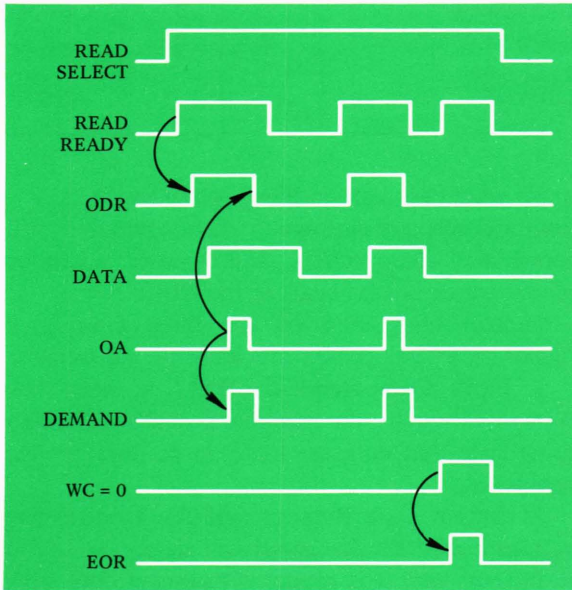 READ
SELECT
READ
READY
ODR
DATA
OA
DEMAND
WC = 0
EOR